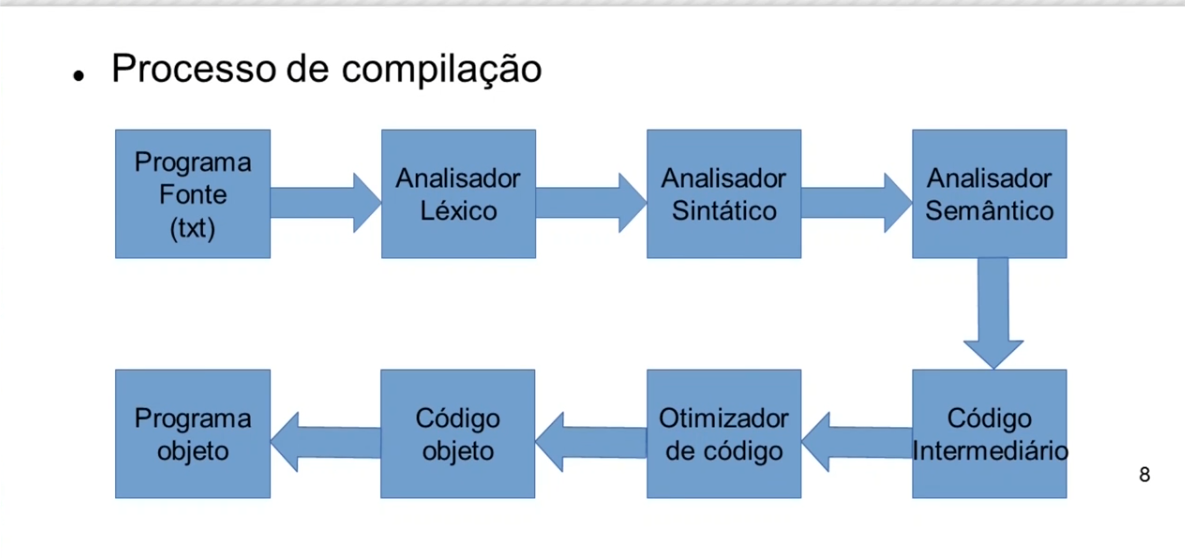 • Processo de compilação
Programa
Fonte
(txt)
Analisador
Léxico
Analisador
Sintático
Analisador
Semântico
Código
Intermediário
Otimizador
de código
Código
objeto
Programa
objeto
8